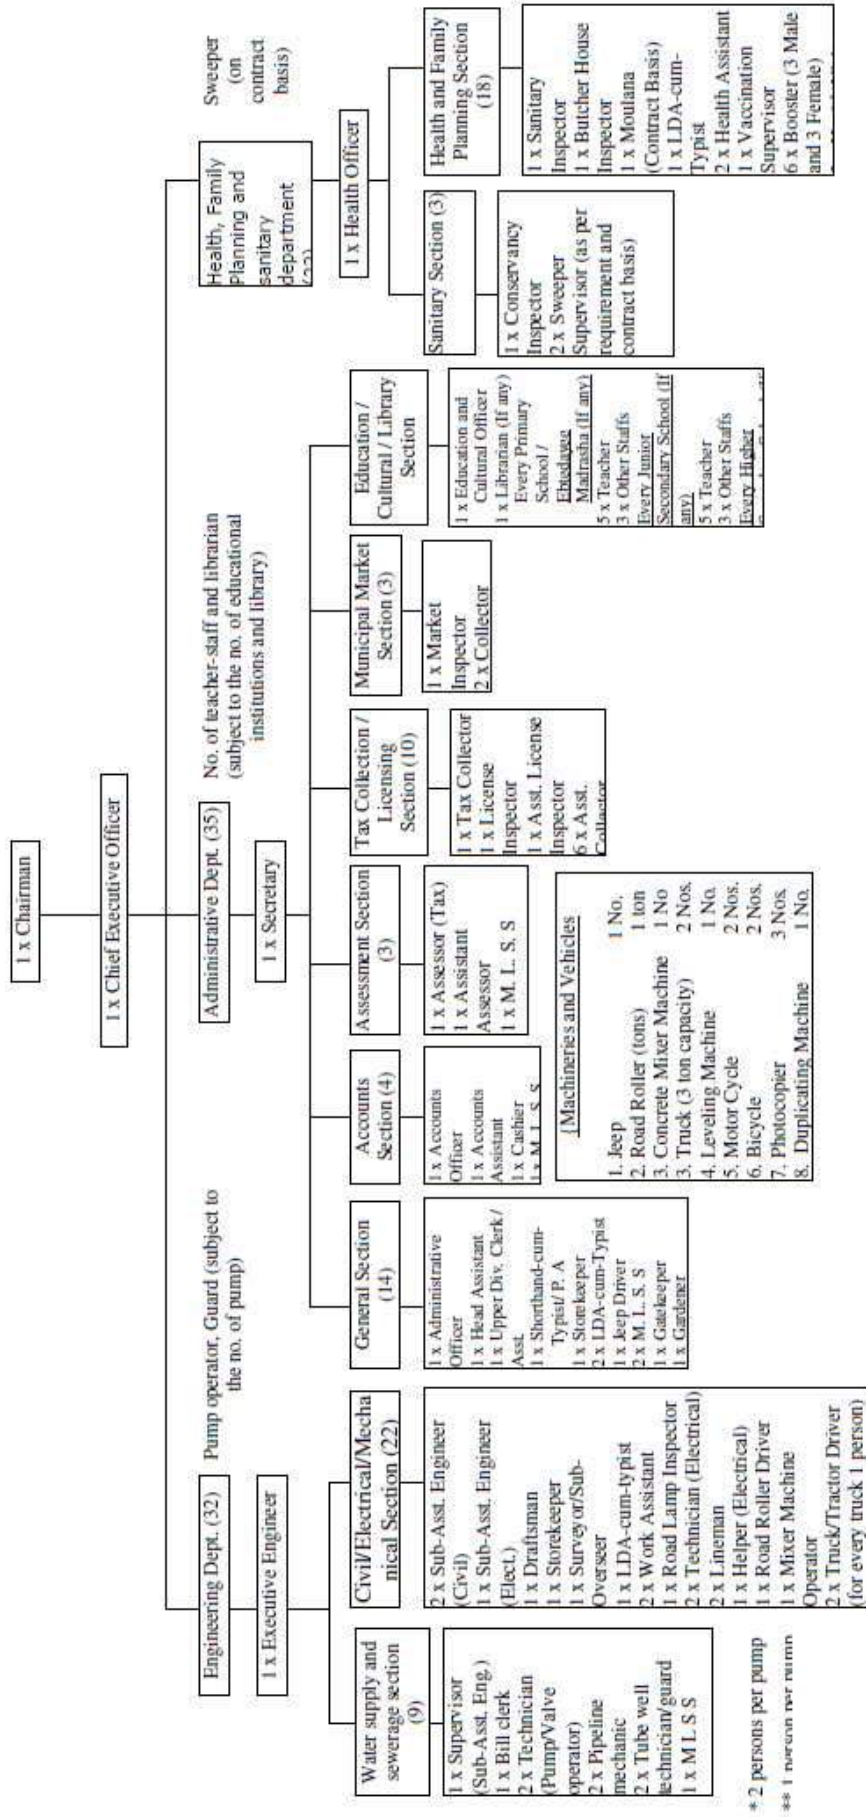 1 x Chairman
1 x Chief Executive Officer
Engineering Dept. (32)
Pump operator, Guard (subject to
the no. of pump)
Administrative Dept. (35)
No. of teacher-staff and librarian
(subject to the no. of educational
institutions and library)
Health, Family
Planning and
sanitary
department
Sweeper
(on
contract
basis)
1 x Executive Engineer
1 x Secretary
1 x Health Officer
Water supply and
sewerage section
(9)
Civil/Electrical/Mecha
nical Section (22)
General Section
(14)
Accounts
Section (4)
Assessment Section
(3)
Tax Collection /
Licensing
Section (10)
Municipal Market
Section (3)
Education /
Cultural / Library
Section
Sanitary Section (3)
Health and Family
Planning Section
(18)
1 x Supervisor
(Sub-Asst. Eng.)
1 x Bill clerk
2 x Technician
(Pump/Valve
operator)
2 x Pipeline
mechanic
2 x Tube well
technician/guard
1 x M L S S
2 x Sub-Asst. Engineer
(Civil)
1 x Sub-Asst. Engineer
(Elect.)
1 x Draftsman
1 x Storekeeper
1 x Surveyor/Sub-
Overseer
1 x LDA-cum-typist
2 x Work Assistant
1 x Road Lamp Inspector
2 x Technician (Electrical)
2 x Lineman
1 x Helper (Electrical)
1 x Road Roller Driver
1 x Mixer Machine
Operator
2 x Truck/Tractor Driver
(for every truck 1 person)
1 x Administrative
Officer
1 x Head Assistant
1 x Upper Div. Clerk/
Asst.
1 x Shorthand-cum-
Typist/ P. A
1 x Storekeeper
2 x LDA-cum-Typist
1 x Jeep Driver
2 x M. L. S. S
1 x Gatekeeper
1 x Gardener
1 x Accounts
Officer
1 x Accounts
Assistant
1 x Cashier
1 x M. L. S. S
1 x Assessor (Tax)
1 x Assistant
Assessor
1 x M. L. S. S
1 x Tax Collector
1 x License
Inspector
1 x Asst. License
Inspector
6 x Asst.
Collector
1 x Market
Inspector
2 x Collector
1 x Education and
Cultural Officer
1 x Librarian (If any)
Every Primary
School /
Ebtedayee
Madrasha (If any)
5 x Teacher
3 x Other Staffs
Every Junior
Secondary School (If
any)
5 x Teacher
3 x Other Staffs
Every Higher
1 x Conservancy
Inspector
2 x Sweeper
Supervisor (as per
requirement and
contract basis)
1 x Sanitary
Inspector
1 x Butcher House
Inspector
1 x Moulana
(Contract Basis)
1 x LDA-cum-
Typist
2 x Health Assistant
1 x Vaccination
Supervisor
6 x Booster (3 Male
and 3 Female)
[Machineries and Vehicles
1. Jeep 1 No.
2. Road Roller (tons) 1 ton
3. Concrete Mixer Machine 1 No
3. Truck (3 ton capacity) 2 Nos.
4. Leveling Machine 1 No.
5. Motor Cycle 2 Nos.
6. Bicycle 2 Nos.
7. Photocopier 3 Nos.
8. Duplicating Machine 1 No.
* 2 persons per pump
** 1 person per pump